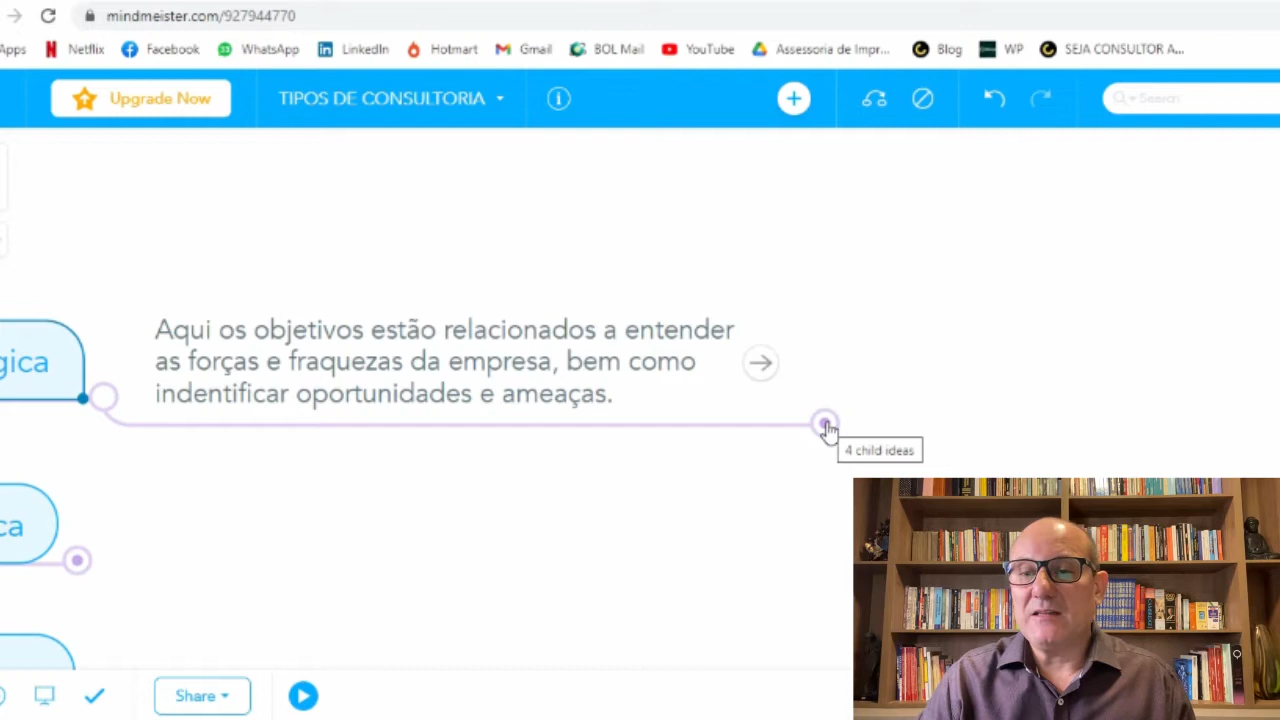 mindmeister.com/927944770
Apps Netflix Facebook WhatsApp LinkedIn Hotmart Gmail BOL Mail YouTube Assessoria de Impr... Blog WP SEJA CONSULTOR A...
Upgrade Now TIPOS DE CONSULTORIA Search
Aqui os objetivos estão relacionados a entender
as forças e fraquezas da empresa, bem como
indentificar oportunidades e ameaças.
gica
4 child ideas
ca
Share